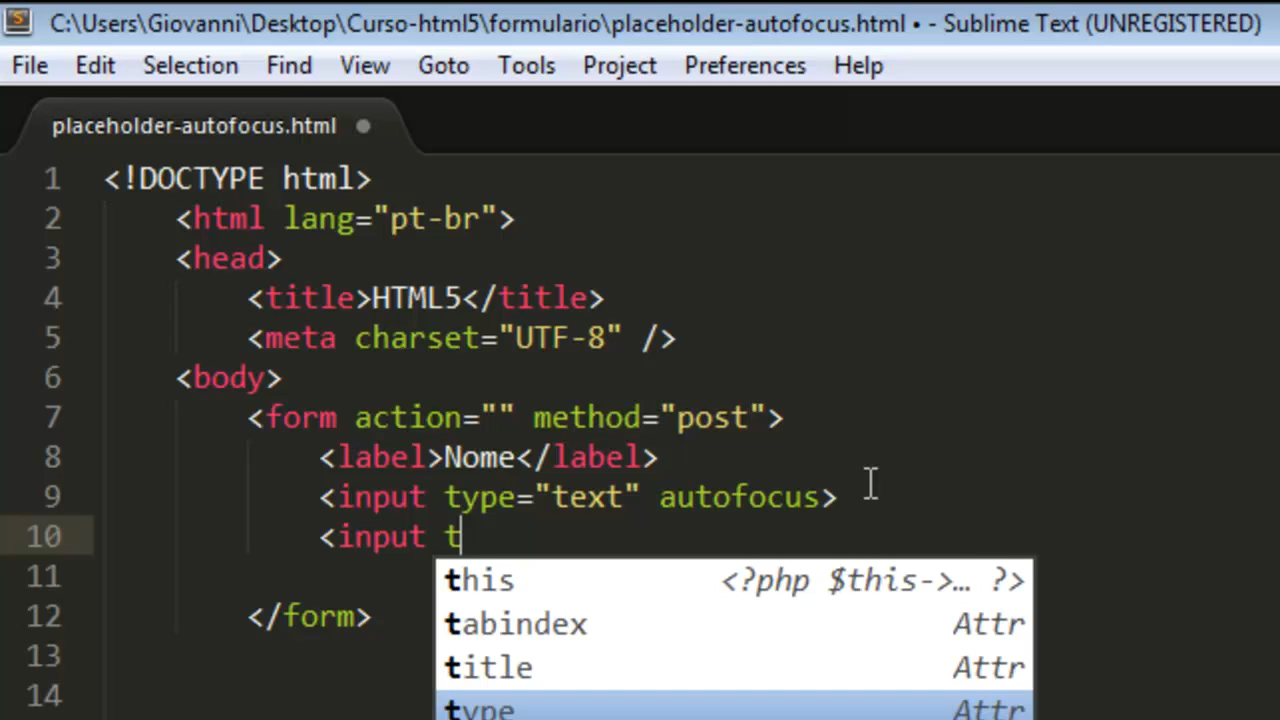 C:\Users\Giovanni\Desktop\Curso-html5\formulario\placeholder-autofocus.html • - Sublime Text (UNREGISTERED)
File Edit Selection Find View Goto Tools Project Preferences Help
placeholder-autofocus.html
1 <!DOCTYPE html>
2 <html lang="pt-br">
3 <head>
4 <title>HTML5</title>
5 <meta charset="UTF-8" />
6 <body>
7 <form action="" method="post">
8 <label>Nome</label>
9 <input type="text" autofocus>
10 <input t
11 this <?php $this->… ?>
12 </form> tabindex Attr
13 title Attr
14 type Attr